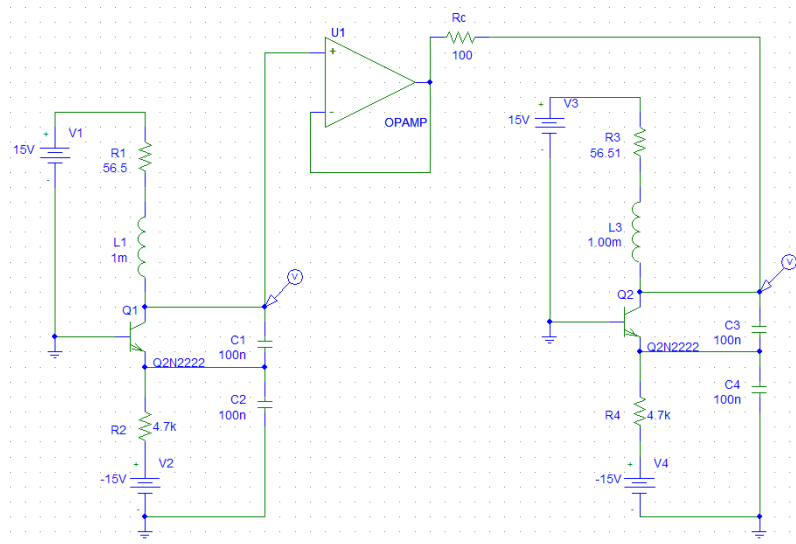 Rc
100
U1
+
-
OPAMP
+
V1
15V
-
R1
56.5
L1
1m
Q1
Q2N2222
V
C1
100n
C2
100n
R2
4.7k
+
V2
-15V
-
+
V3
15V
-
R3
56.51
L3
1.00m
Q2
Q2N2222
V
C3
100n
C4
100n
R4
4.7k
+
V4
-15V
-